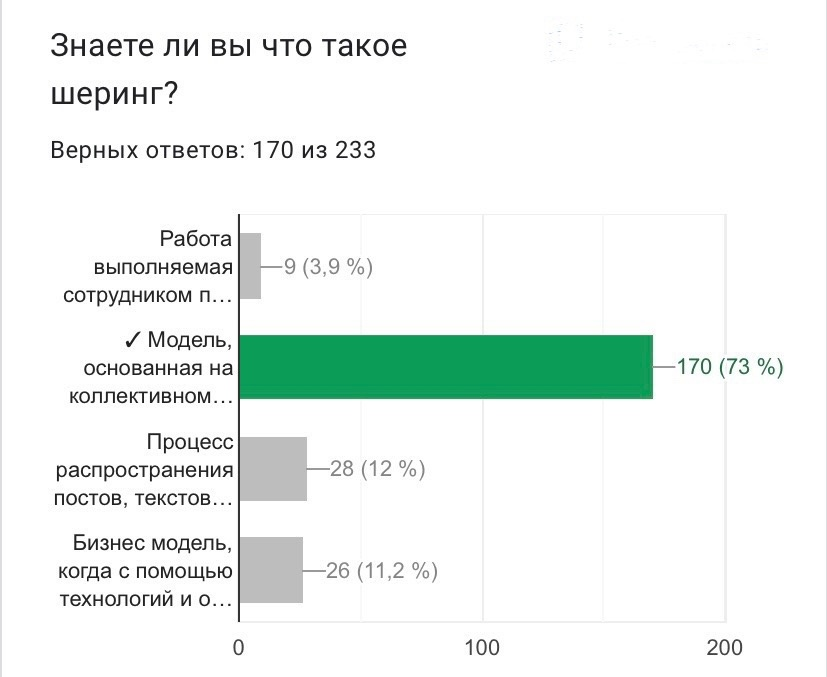 Знаете ли вы что такое
шеринг?
Верных ответов: 170 из 233
Работа
выполняемая
сотрудником п...
9 (3,9 %)
✓ Модель,
основанная на
коллективном...
170 (73 %)
Процесс
распространения
постов, текстов...
28 (12 %)
Бизнес модель,
когда с помощью
технологий и о...
26 (11,2 %)
0 100 200